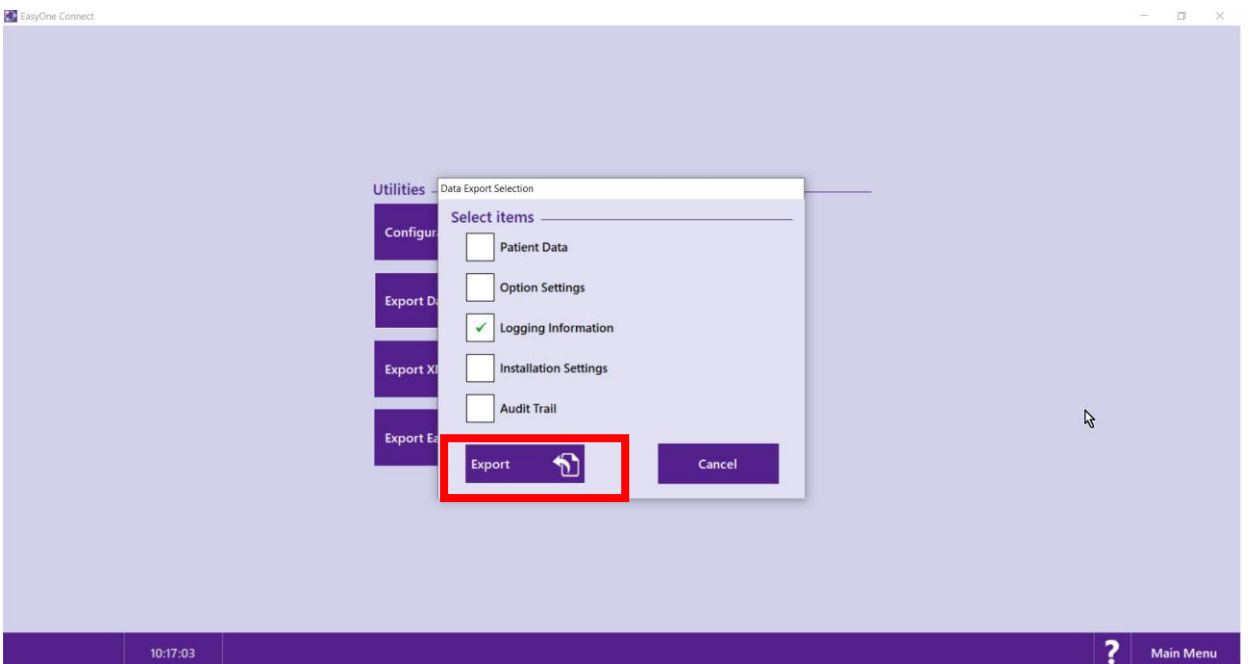 EasyOne Connect
Utilities
Data Export Selection
Select items
Configur
Patient Data
Option Settings
Export Da
Logging Information
Export X
Installation Settings
Audit Trail
Export Ea
Export
Cancel
10:17:03
?
Main Menu